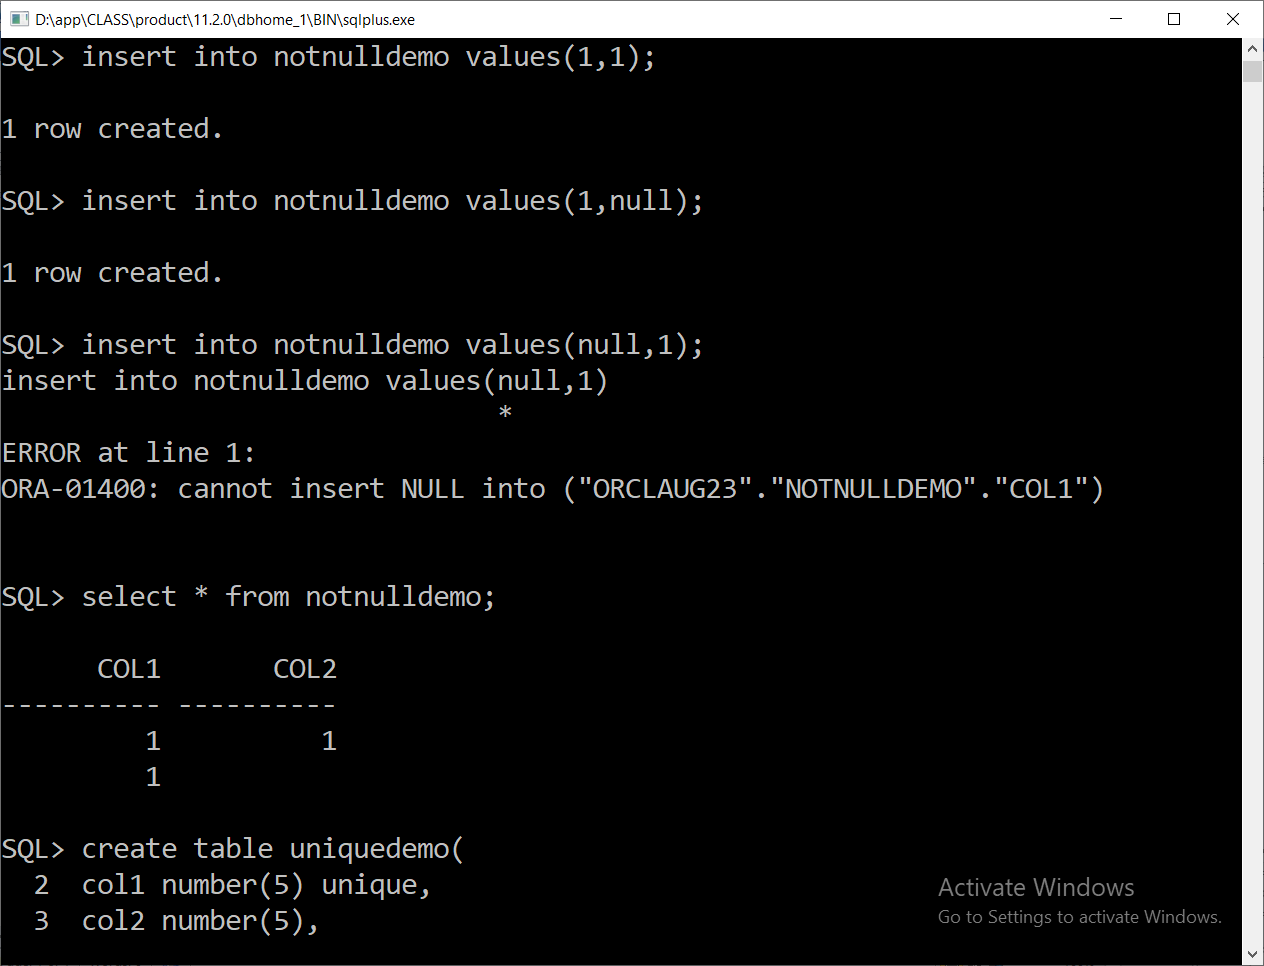 D:\app\CLASS\product\11.2.0\dbhome_1\BIN\sqlplus.exe
SQL> insert into notnulldemo values(1,1);
1 row created.
SQL> insert into notnulldemo values(1,null);
1 row created.
SQL> insert into notnulldemo values(null,1);
insert into notnulldemo values(null,1)
                               *
ERROR at line 1:
ORA-01400: cannot insert NULL into ("ORCLAUG23"."NOTNULLDEMO"."COL1")
SQL> select * from notnulldemo;
      COL1       COL2
---------- ----------
         1          1
         1
SQL> create table uniquedemo(
  2  col1 number(5) unique,
  3  col2 number(5),
Activate Windows
Go to Settings to activate Windows.